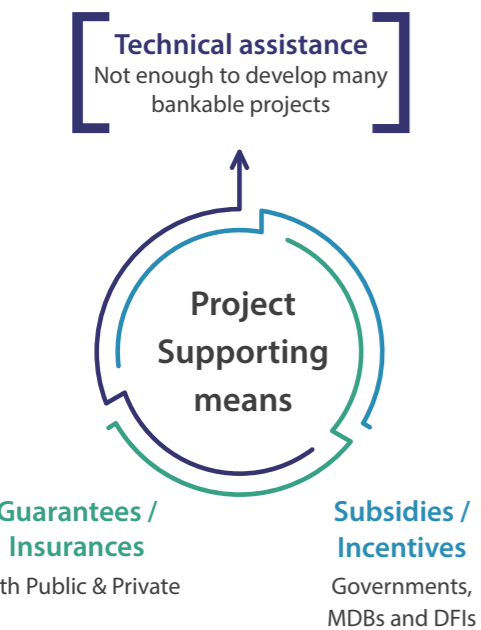 Technical assistance
Not enough to develop many
bankable projects
Project
Supporting
means
Guarantees /
Insurances
Public & Private
Subsidies /
Incentives
Governments,
MDBs and DFIs